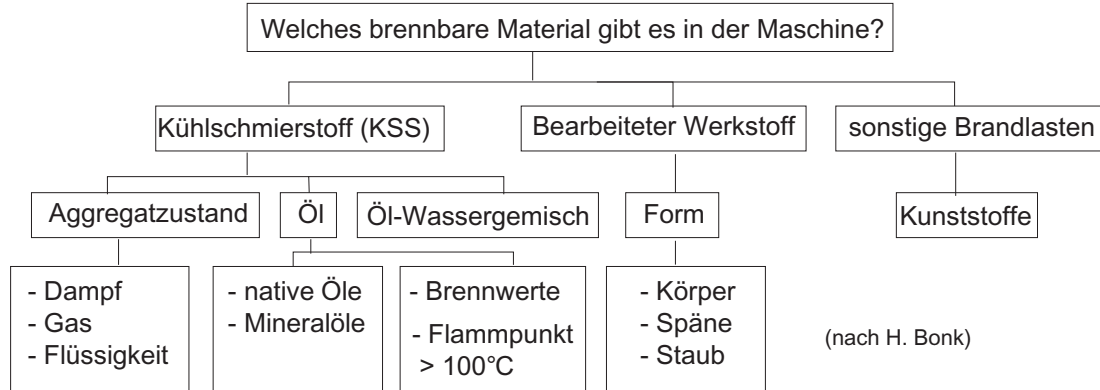 Welches brennbare Material gibt es in der Maschine?
Kühlschmierstoff (KSS)
Bearbeiteter Werkstoff
sonstige Brandlasten
Aggregatzustand
Öl
Öl-Wassergemisch
Form
Kunststoffe
- Dampf
- Gas
- Flüssigkeit
- native Öle
- Mineralöle
- Brennwerte
- Flammpunkt
> 100°C
- Körper
- Späne
- Staub
(nach H. Bonk)